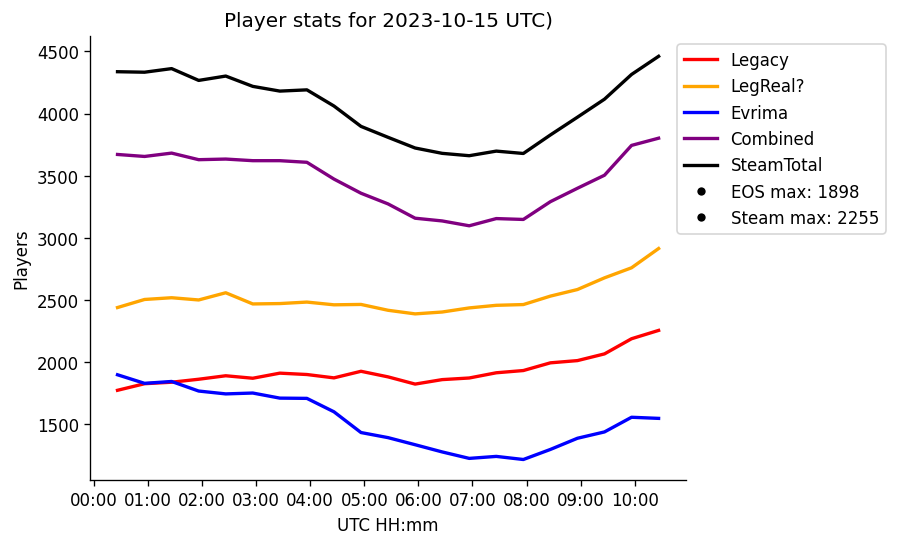 Player stats for 2023-10-15 UTC)
4500
4000
3500
3000
2500
2000
1500
Players
00:00 01:00 02:00 03:00 04:00 05:00 06:00 07:00 08:00 09:00 10:00
UTC HH:mm
Legacy
LegReal?
Evrima
Combined
SteamTotal
EOS max: 1898
Steam max: 2255